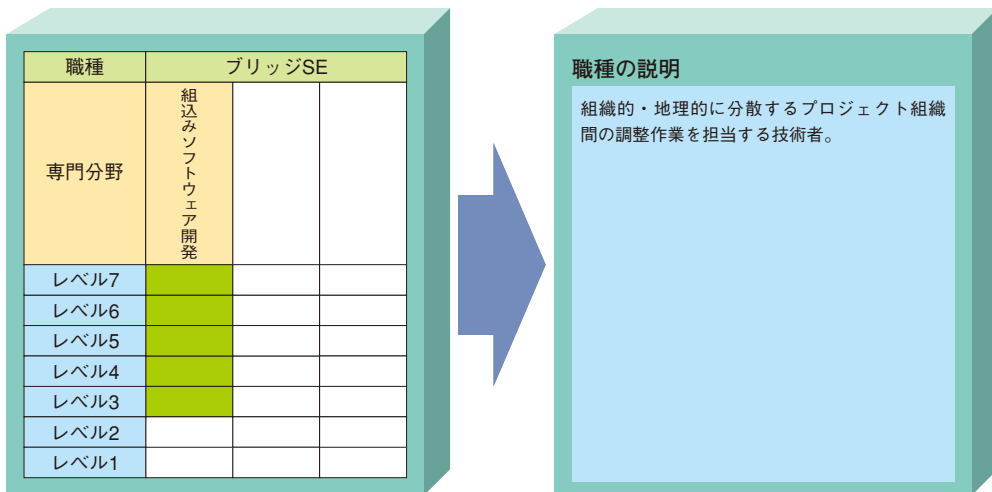 職種
ブリッジSE
専門分野
組込みソフトウェア開発
レベル7
レベル6
レベル5
レベル4
レベル3
レベル2
レベル1
職種の説明
組織的・地理的に分散するプロジェクト組織
間の調整作業を担当する技術者。